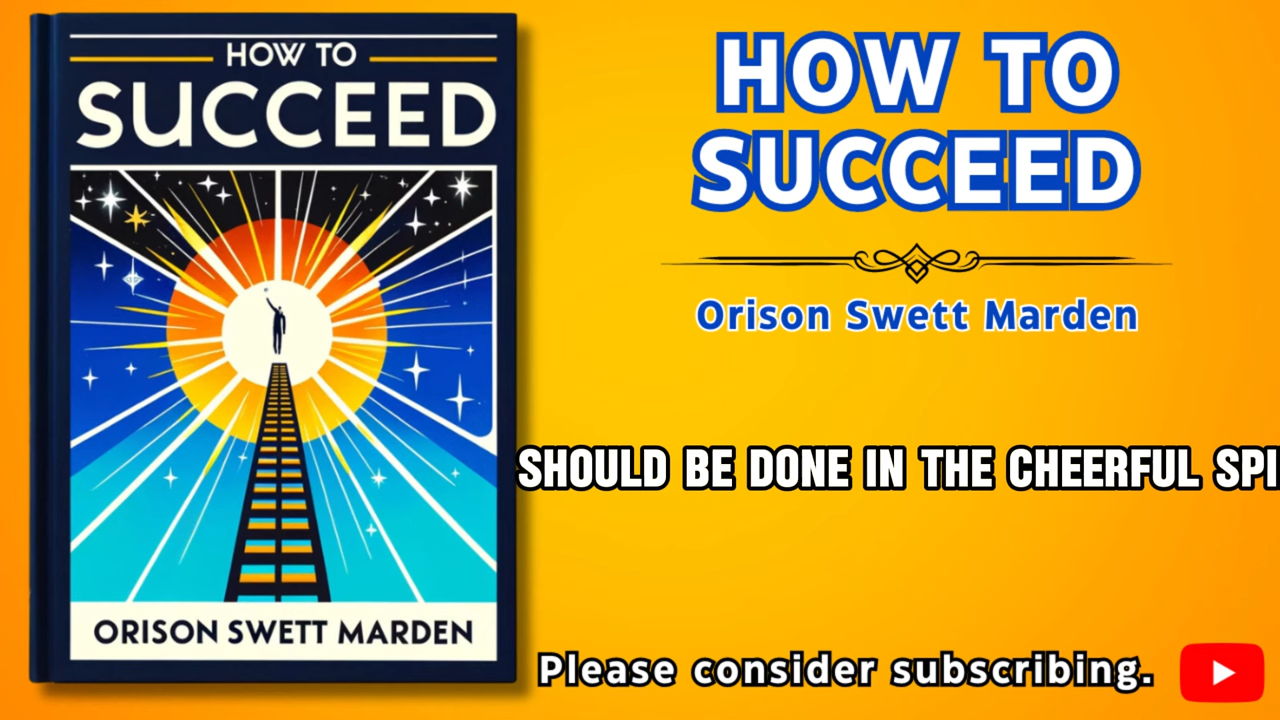 HOW TO
SUCCEED
ORISON SWETT MARDEN
HOW TO
SUCCEED
Orison Swett Marden
SHOULD BE DONE IN THE CHEERFUL SPI
Please consider subscribing.